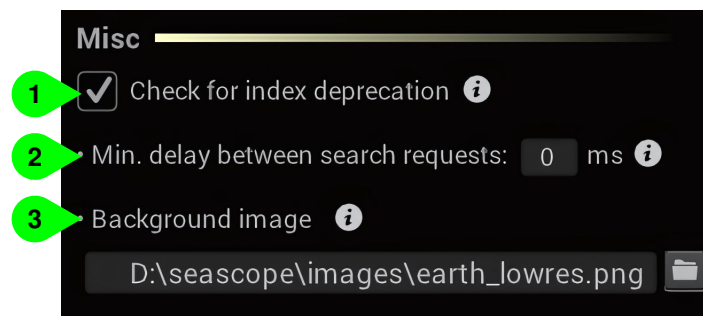 Misc
1 Check for index deprecation i
2 • Min. delay between search requests: 0 ms i
3 • Background image i
D:\seascope\images\earth_lowres.png